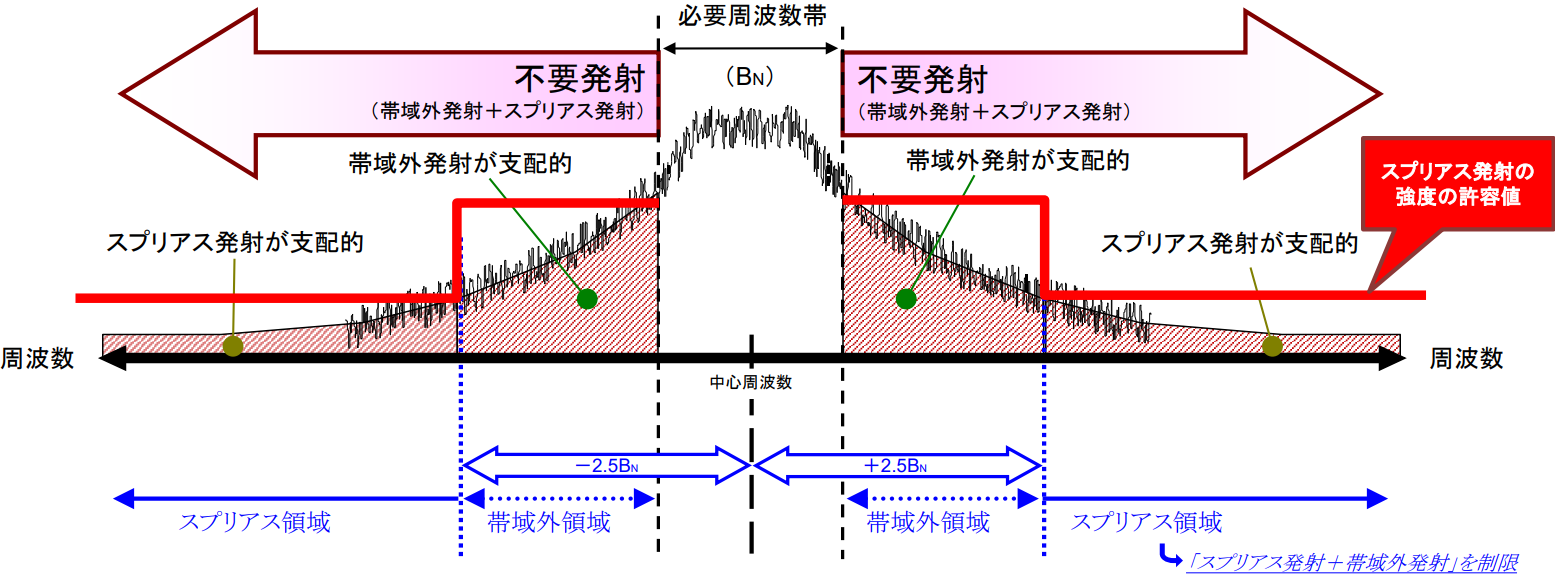 必要周波数帯
(BN)
不要発射
(帯域外発射+スプリアス発射)
不要発射
(帯域外発射+スプリアス発射)
帯域外発射が支配的
帯域外発射が支配的
スプリアス発射の
強度の許容値
スプリアス発射が支配的
スプリアス発射が支配的
周波数
周波数
中心周波数
-2.5BN
+2.5BN
スプリアス領域
帯域外領域
帯域外領域
スプリアス領域
「スプリアス発射+帯域外発射」を制限